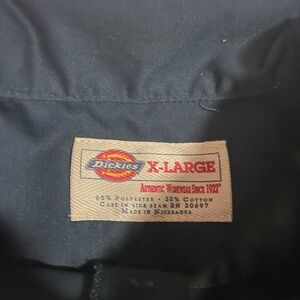 Dickies X-LARGE
AUTHENTIC WORKWEAR SINCE 1922
65% POLYESTER · 35% COTTON
CARE IN SIDE SEAM RN 20697
MADE IN NICARAGUA